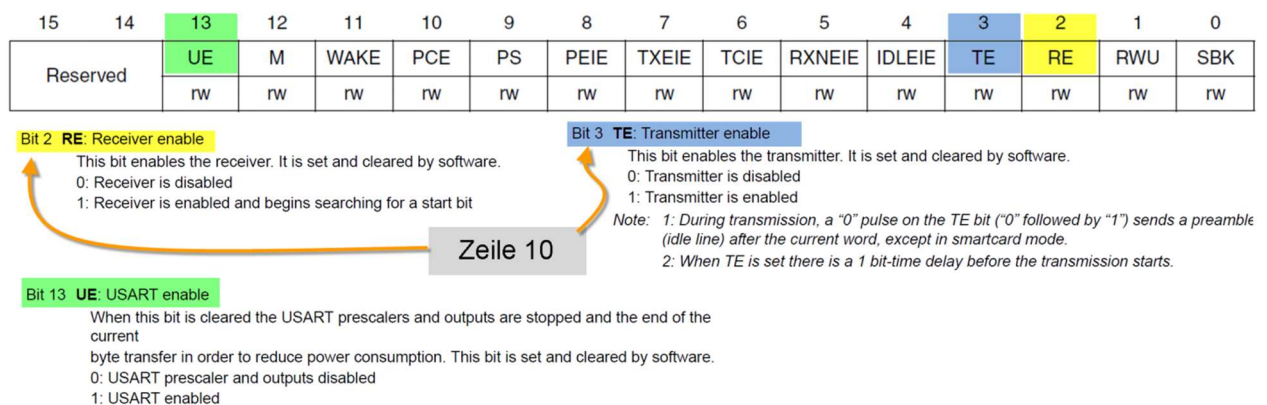 15 14 13 12 11 10 9 8 7 6 5 4 3 2 1 0
Reserved UE M WAKE PCE PS PEIE TXEIE TCIE RXNEIE IDLEIE TE RE RWU SBK
rw rw rw rw rw rw rw rw rw rw rw rw rw rw
Bit 2 RE: Receiver enable
This bit enables the receiver. It is set and cleared by software.
0: Receiver is disabled
1: Receiver is enabled and begins searching for a start bit
Bit 3 TE: Transmitter enable
This bit enables the transmitter. It is set and cleared by software.
0: Transmitter is disabled
1: Transmitter is enabled
Note: 1: During transmission, a “0” pulse on the TE bit (“0” followed by “1”) sends a preamble
(idle line) after the current word, except in smartcard mode.
2: When TE is set there is a 1 bit-time delay before the transmission starts.
Zeile 10
Bit 13 UE: USART enable
When this bit is cleared the USART prescalers and outputs are stopped and the end of the
current
byte transfer in order to reduce power consumption. This bit is set and cleared by software.
0: USART prescaler and outputs disabled
1: USART enabled